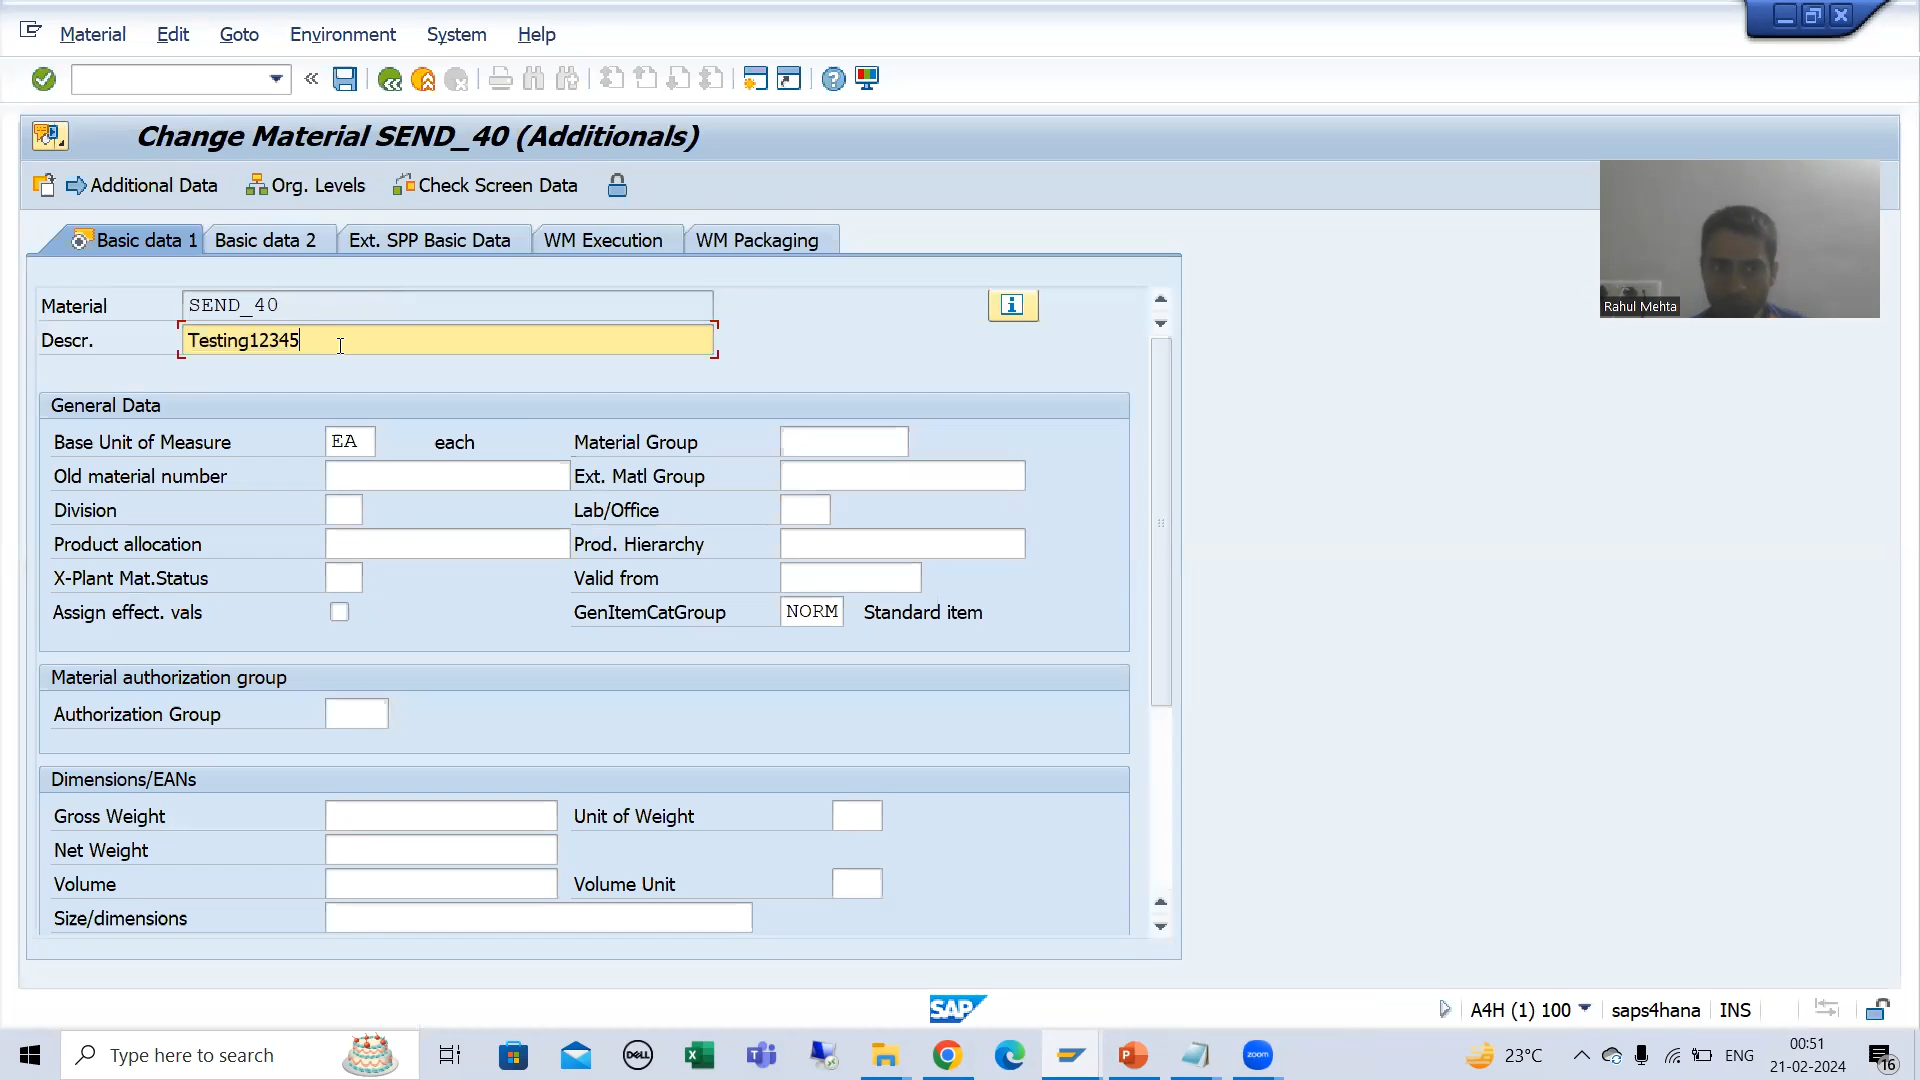 Material Edit Goto Environment System Help
Change Material SEND_40 (Additionals)
Additional Data Org. Levels Check Screen Data
Basic data 1 Basic data 2 Ext. SPP Basic Data WM Execution WM Packaging
Rahul Mehta
Material SEND_40
Descr. Testing12345
General Data
Base Unit of Measure EA each Material Group
Old material number Ext. Matl Group
Division Lab/Office
Product allocation Prod. Hierarchy
X-Plant Mat.Status Valid from
Assign effect. vals GenItemCatGroup NORM Standard item
Material authorization group
Authorization Group
Dimensions/EANs
Gross Weight Unit of Weight
Net Weight
Volume Volume Unit
Size/dimensions
SAP A4H (1) 100 saps4hana INS
Type here to search DELL zoom 23°C ENG 00:51
21-02-2024 16